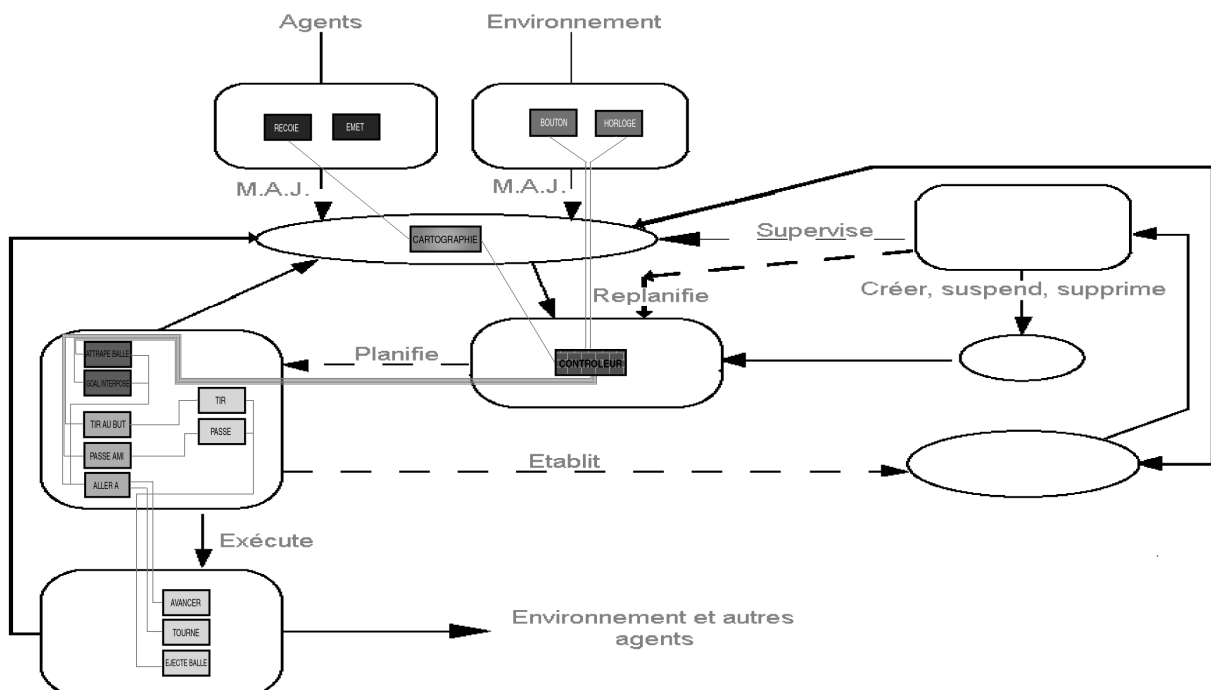 Agents
Environnement
RECOIE
EMET
BOUTON
HORLOGE
M.A.J.
M.A.J.
CARTOGRAPHIE
Supervise
Replanifie
Créer, suspend, supprime
ATTRAPE BALLE
GOAL INTERPOSE
Planifie
CONTROLEUR
TIR
TIR AU BUT
PASSE
PASSE AMI
ALLER A
Etablit
Exécute
AVANCER
TOURNE
EJECTE BALLE
Environnement et autres
agents